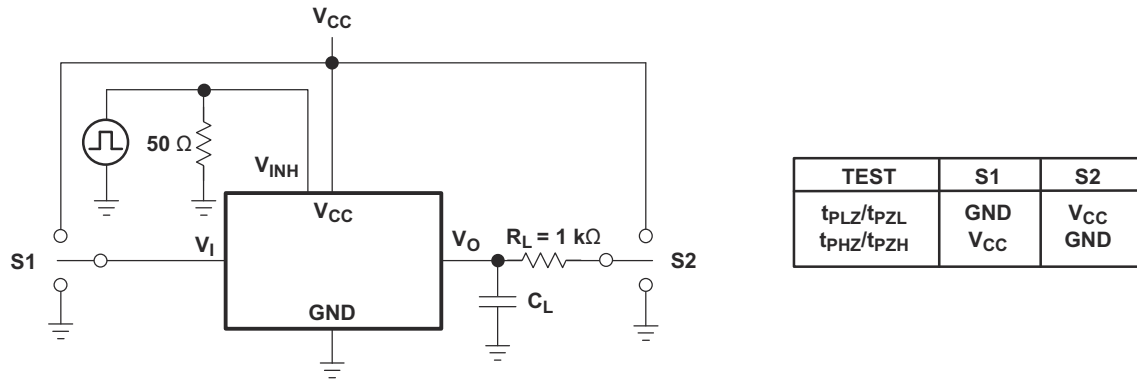 VCC
50 Ω
VINH
VCC
VI
VO
RL = 1 kΩ
S1
S2
CL
GND
TEST S1 S2
tPLZ/tPZL GND VCC
tPHZ/tPZH VCC GND